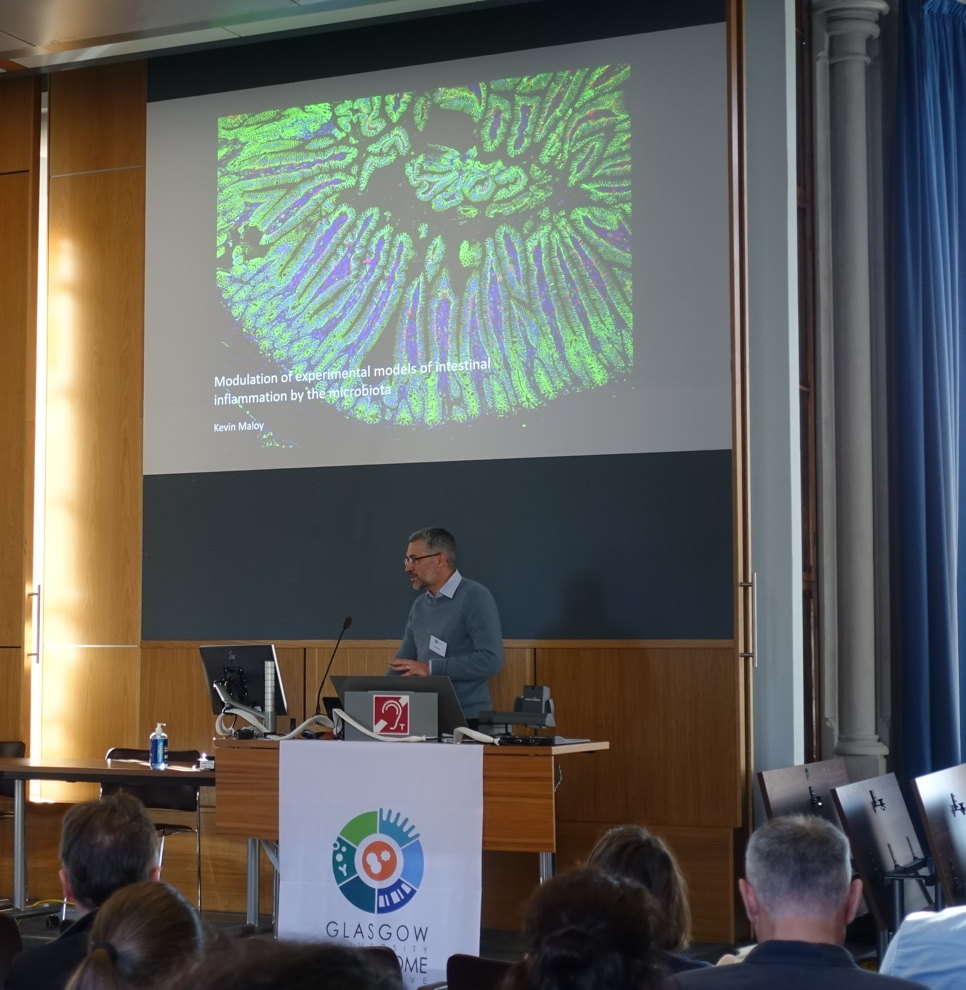 Modulation of experimental models of intestinal
inflammation by the microbiota
Kevin Maloy
T
GLASGOW